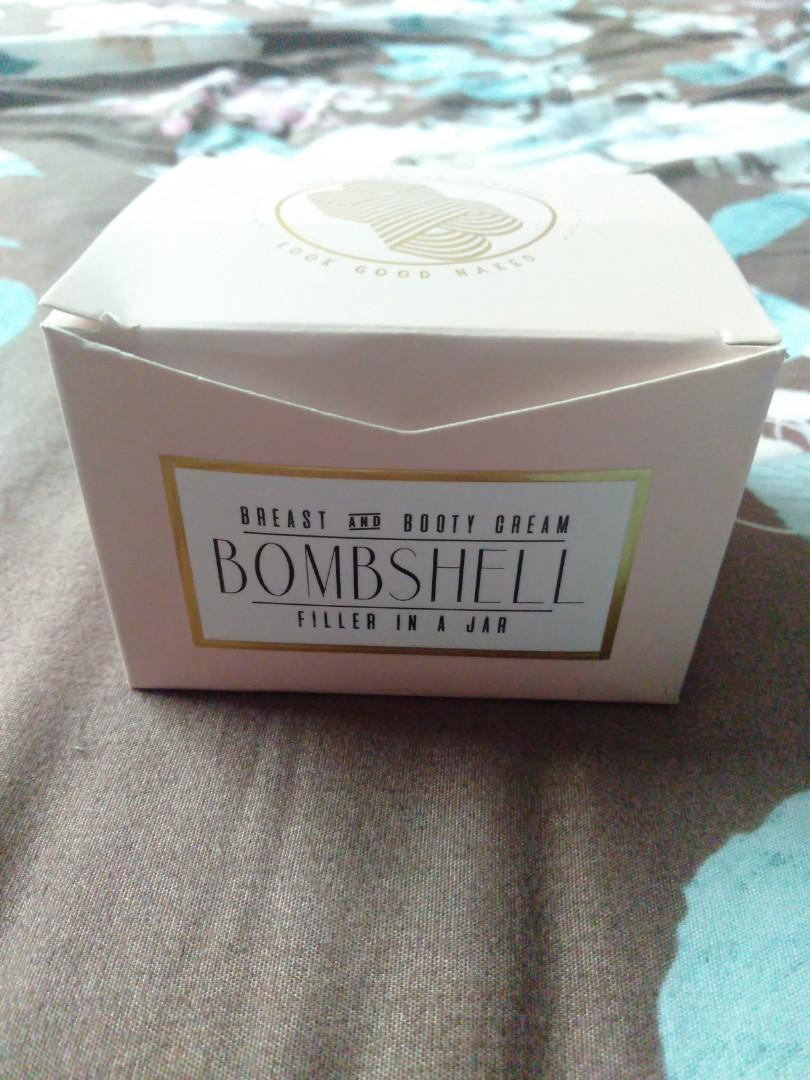 LOOK GOOD NAKED
BREAST AND BOOTY CREAM
BOMBSHELL
FILLER IN A JAR